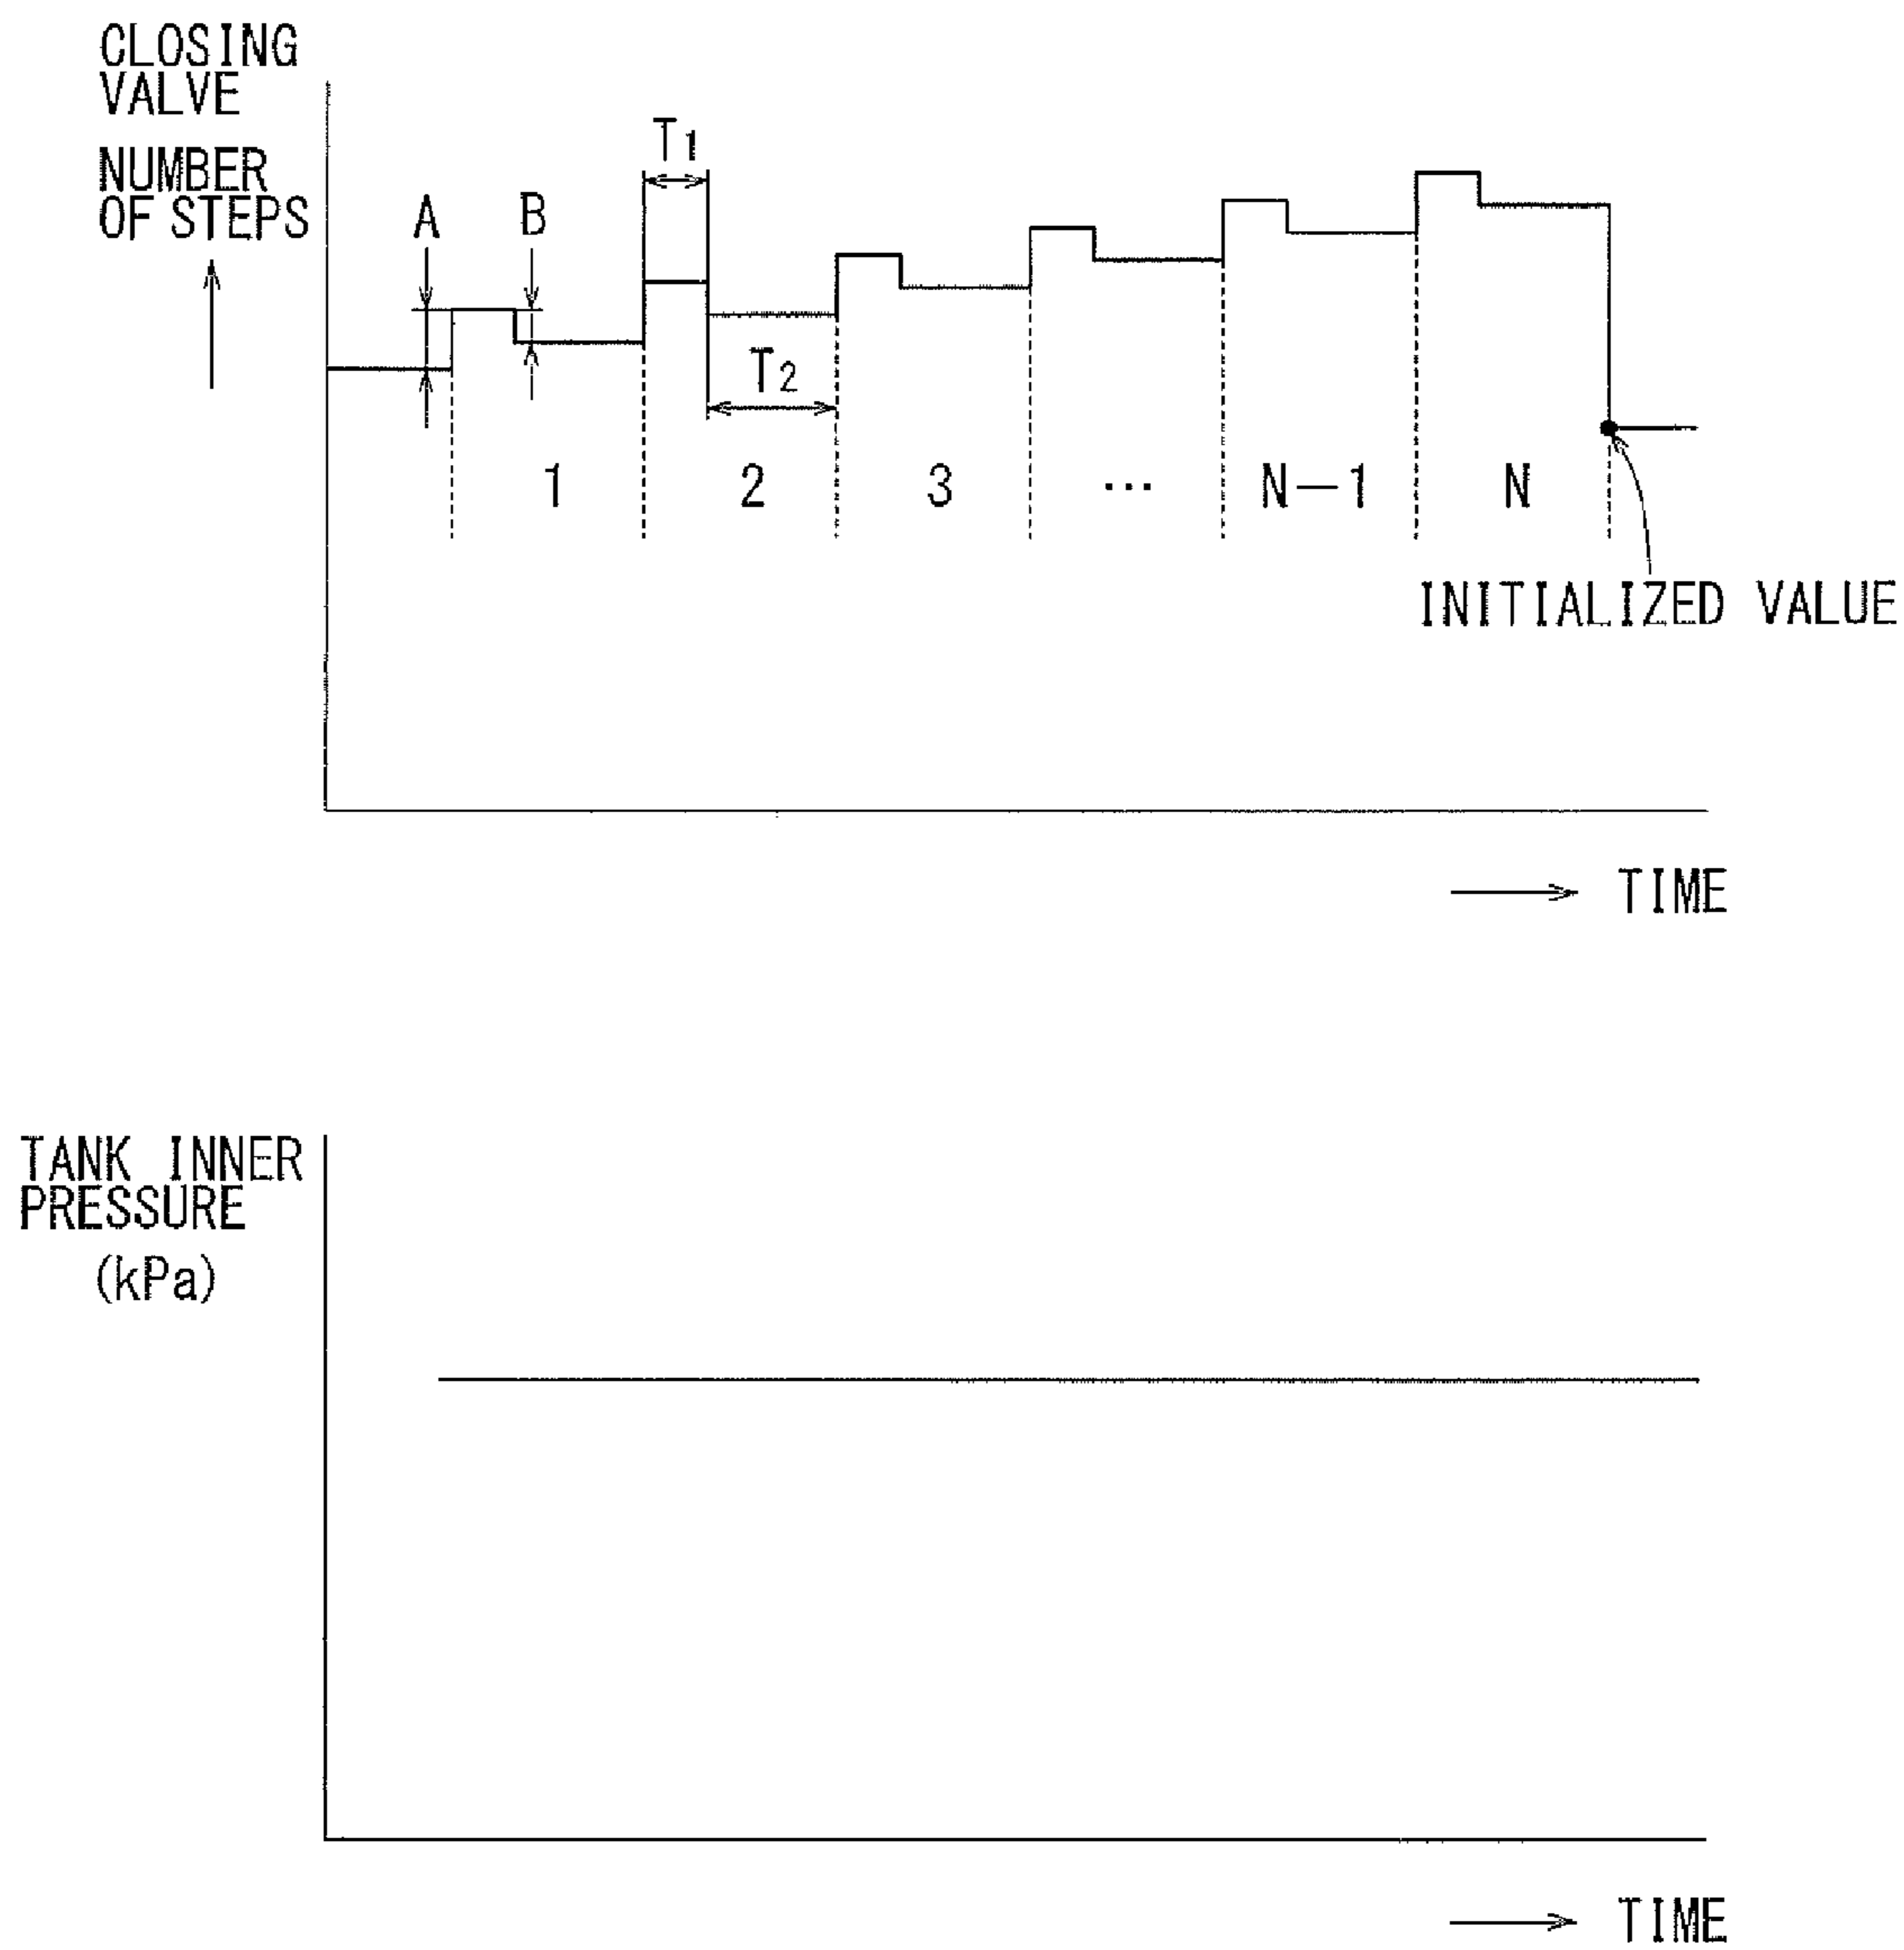 CLOSING
VALVE
NUMBER
OF STEPS
A
B
T1
T2
1
2
3
...
N-1
N
INITIALIZED VALUE
TIME
TANK INNER
PRESSURE
(kPa)
TIME